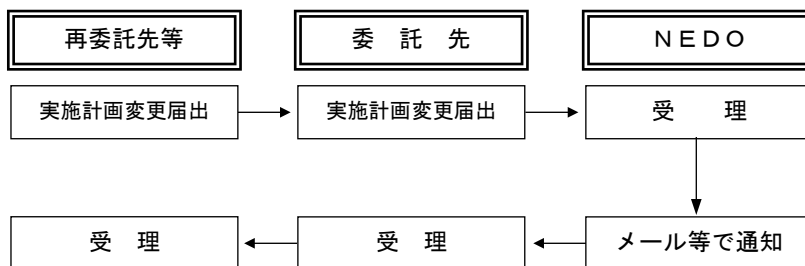 再委託先等
委　託　先
ＮＥＤＯ
実施計画変更届出
実施計画変更届出
受　　理
受　理
受　理
メール等で通知